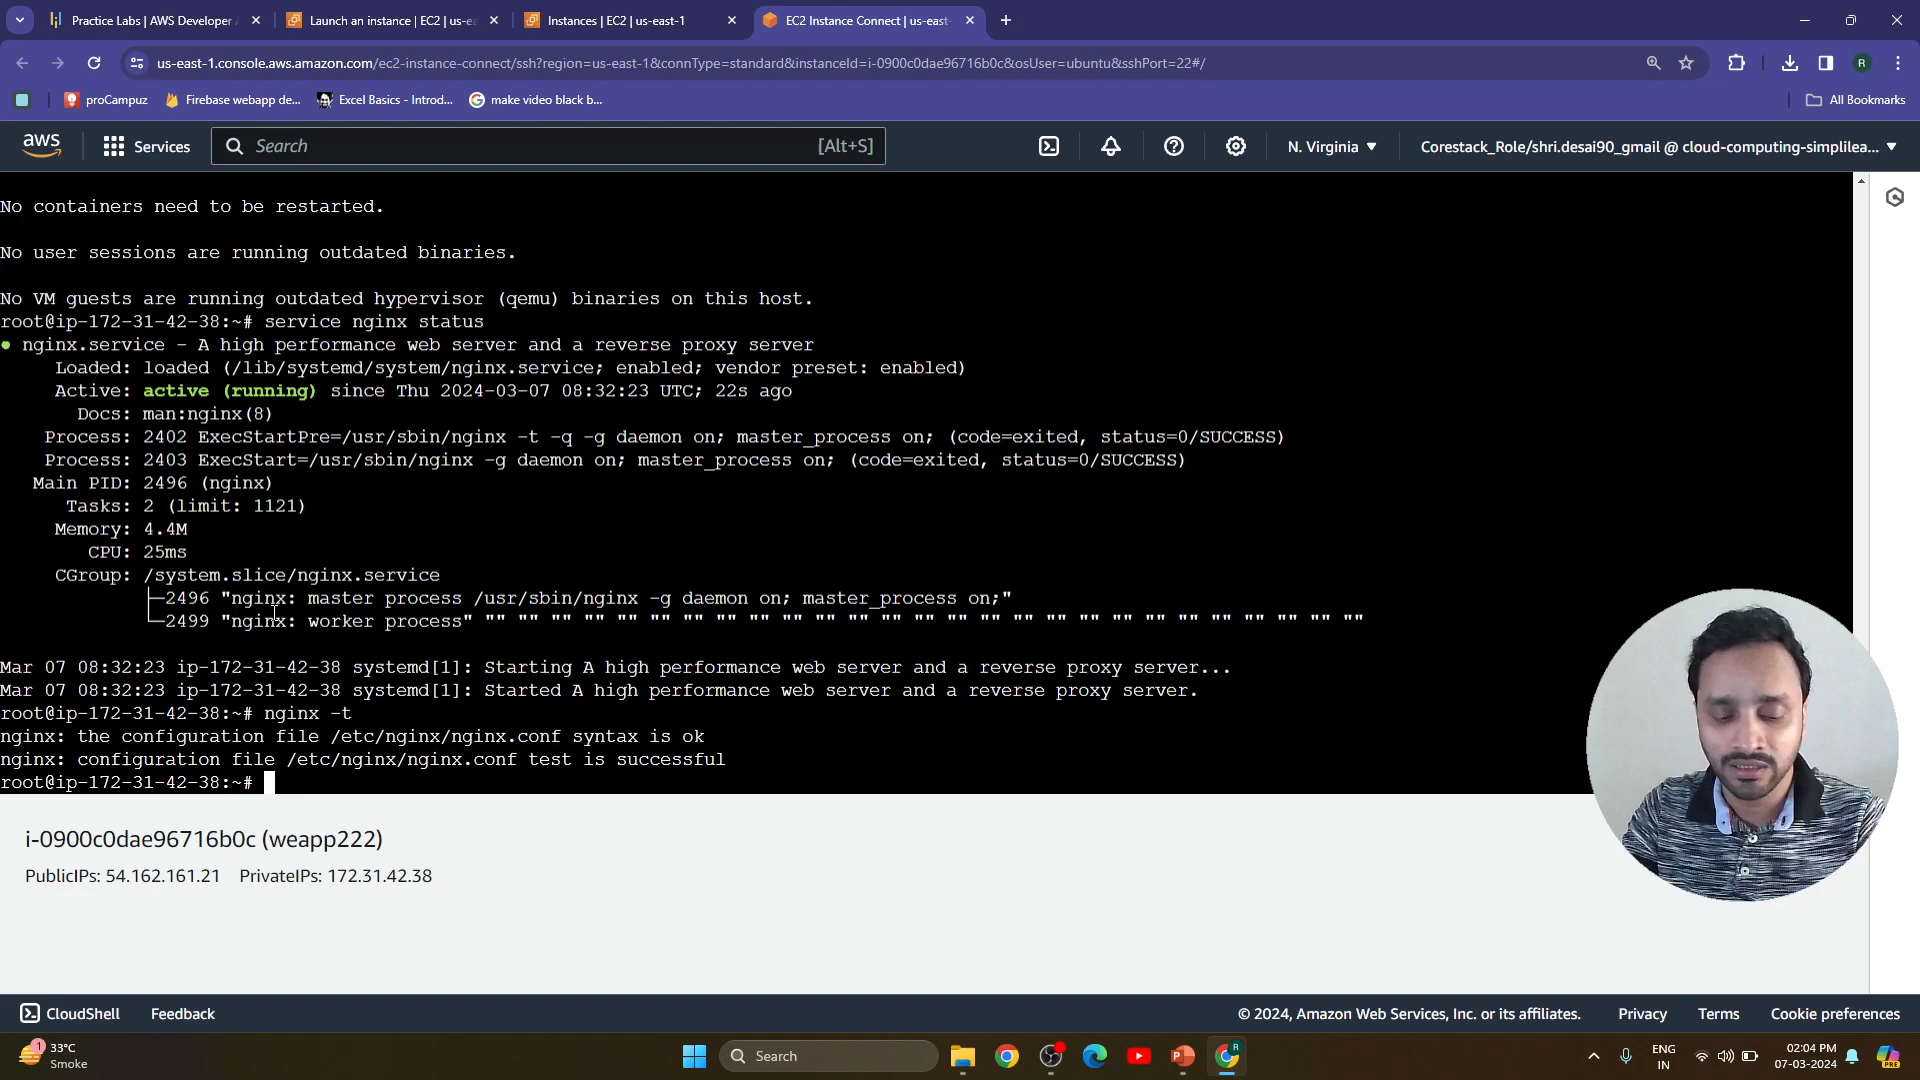 Practice Labs | AWS Developer
Launch an instance | EC2 | us-ea
Instances | EC2 | us-east-1
EC2 Instance Connect | us-east-
us-east-1.console.aws.amazon.com/ec2-instance-connect/ssh?region=us-east-1&connType=standard&instanceId=i-0900c0dae96716b0c&osUser=ubuntu&sshPort=22#/
R
proCampuz
Firebase webapp de...
Excel Basics - Introd...
make video black b...
All Bookmarks
aws
Services
Search
[Alt+S]
N. Virginia
Corestack_Role/shri.desai90_gmail @ cloud-computing-simplilea...
No containers need to be restarted.
No user sessions are running outdated binaries.
No VM guests are running outdated hypervisor (qemu) binaries on this host.
root@ip-172-31-42-38:~# service nginx status
● nginx.service - A high performance web server and a reverse proxy server
Loaded: loaded (/lib/systemd/system/nginx.service; enabled; vendor preset: enabled)
Active: active (running) since Thu 2024-03-07 08:32:23 UTC; 22s ago
Docs: man:nginx(8)
Process: 2402 ExecStartPre=/usr/sbin/nginx -t -q -g daemon on; master_process on; (code=exited, status=0/SUCCESS)
Process: 2403 ExecStart=/usr/sbin/nginx -g daemon on; master_process on; (code=exited, status=0/SUCCESS)
Main PID: 2496 (nginx)
Tasks: 2 (limit: 1121)
Memory: 4.4M
CPU: 25ms
CGroup: /system.slice/nginx.service
├─2496 "nginx: master process /usr/sbin/nginx -g daemon on; master_process on;"
└─2499 "nginx: worker process" "" "" "" "" "" "" "" "" "" "" "" "" "" "" "" "" "" "" "" "" "" "" "" "" "" "" ""
Mar 07 08:32:23 ip-172-31-42-38 systemd[1]: Starting A high performance web server and a reverse proxy server...
Mar 07 08:32:23 ip-172-31-42-38 systemd[1]: Started A high performance web server and a reverse proxy server.
root@ip-172-31-42-38:~# nginx -t
nginx: the configuration file /etc/nginx/nginx.conf syntax is ok
nginx: configuration file /etc/nginx/nginx.conf test is successful
root@ip-172-31-42-38:~#
i-0900c0dae96716b0c (weapp222)
PublicIPs: 54.162.161.21 PrivateIPs: 172.31.42.38
CloudShell
Feedback
© 2024, Amazon Web Services, Inc. or its affiliates.
Privacy
Terms
Cookie preferences
1
33°C
Smoke
Search
R
ENG
IN
02:04 PM
07-03-2024
PRE